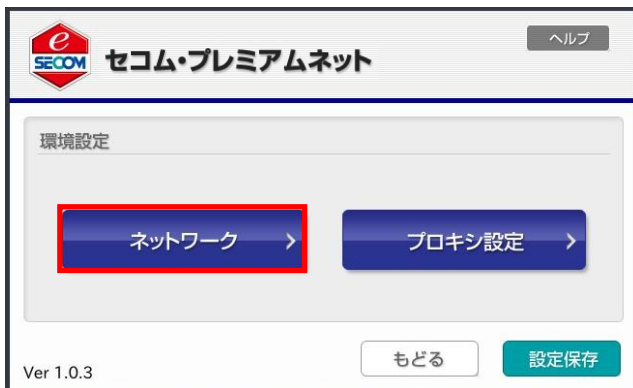 e
SECOM
セコム・プレミアムネット
ヘルプ
環境設定
ネットワーク
プロキシ設定
もどる
設定保存
Ver 1.0.3